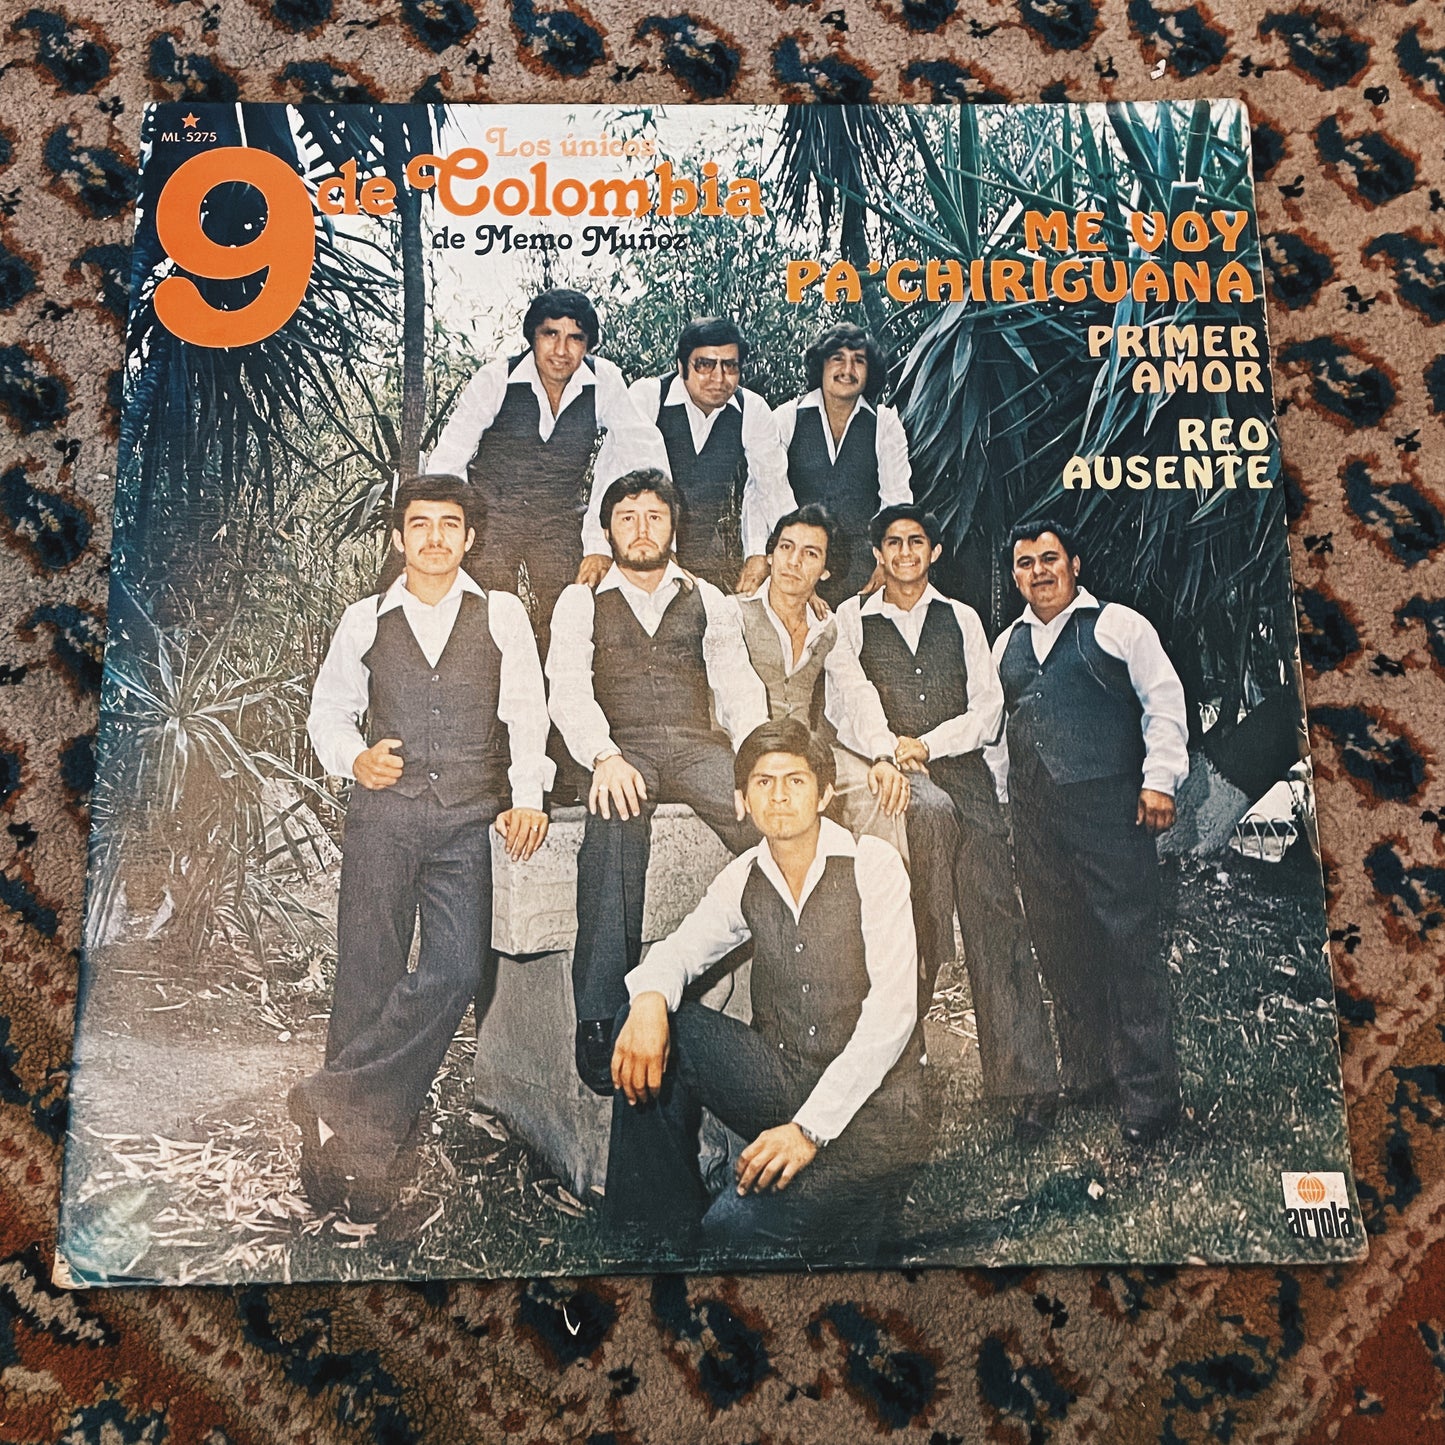 ML-5275
Los únicos
9 de Colombia
de Memo Muñoz
ME VOY
PA'CHIRIGUANA
PRIMER
AMOR
REO
AUSENTE
ariola